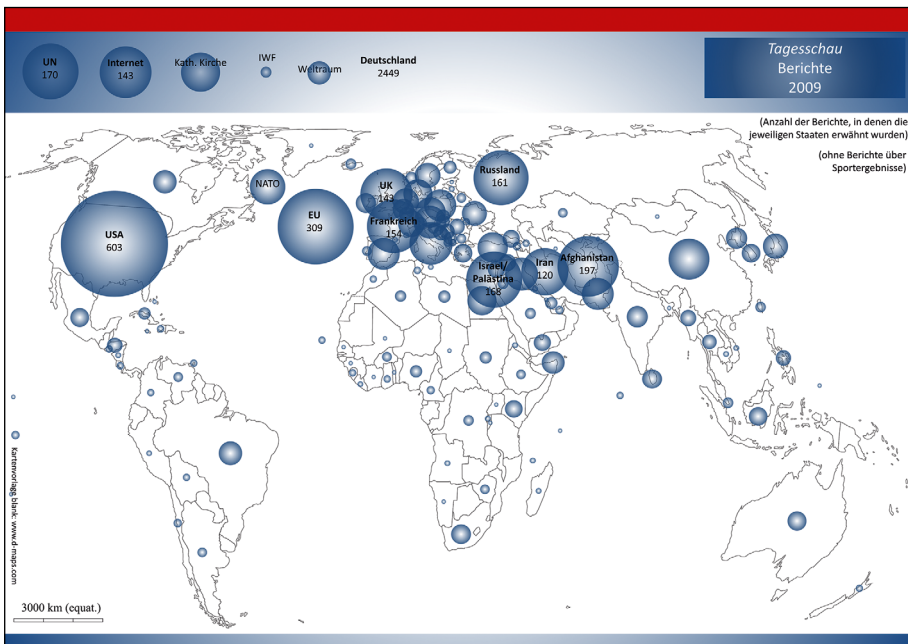 UN
170
Internet
143
Kath. Kirche
IWF
Weltraum
Deutschland
2449
Tagesschau
Berichte
2009
(Anzahl der Berichte, in denen die
jeweiligen Staaten erwähnt wurden)
(ohne Berichte über
Sportergebnisse)
NATO
UK
143
Russland
161
EU
309
Frankreich
154
USA
603
Israel/
Palästina
168
Iran
120
Afghanistan
197
Kartenvorlage blank: www.d-maps.com
3000 km (equat.)